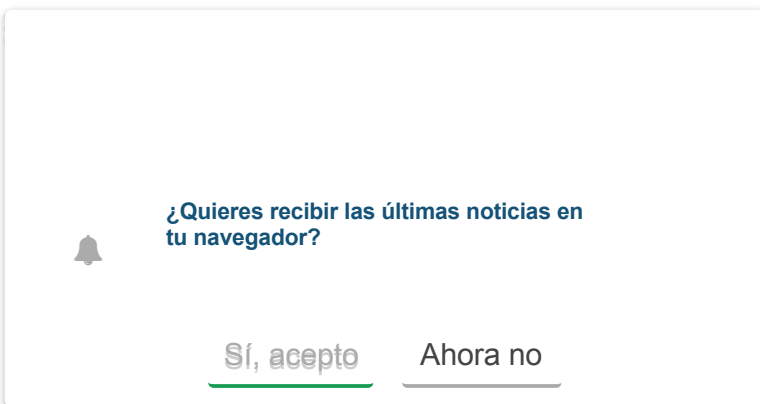 ¿Quieres recibir las últimas noticias en
tu navegador?
Sí, acepto Ahora no